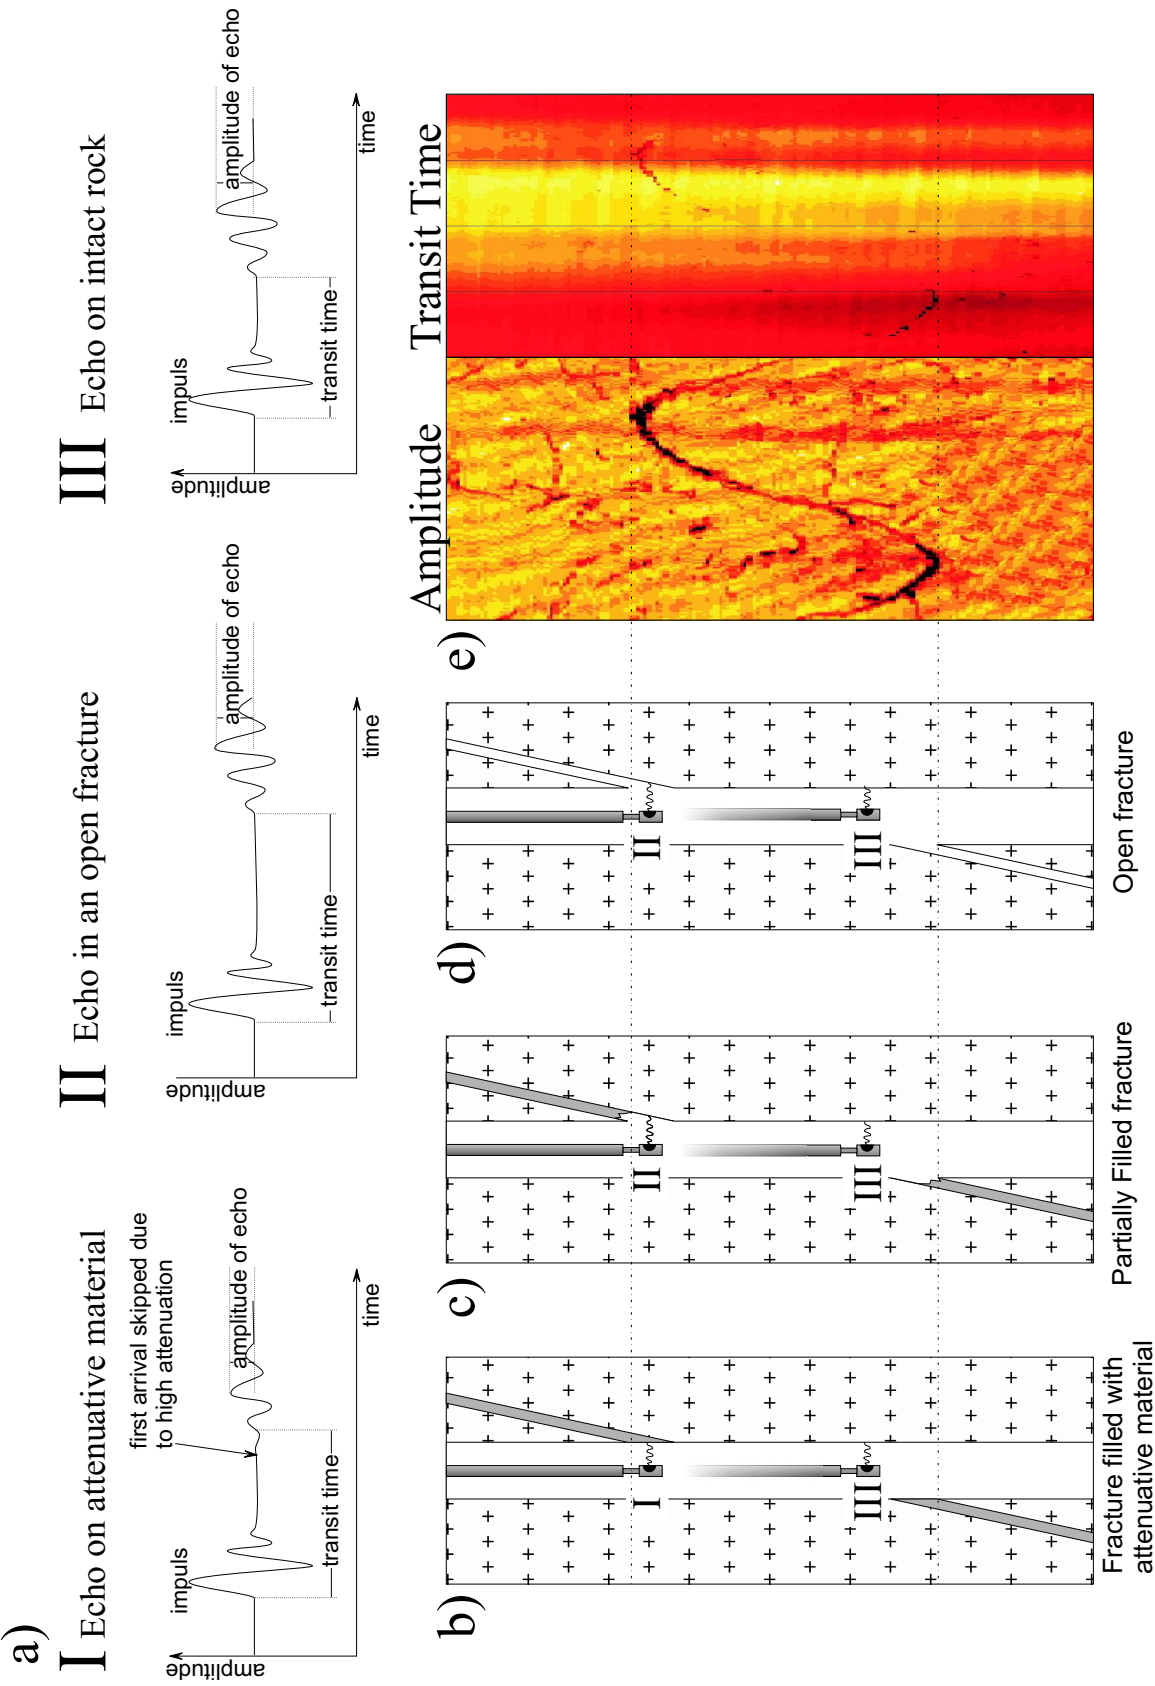 a)
I Echo on attenuative material
first arrival skipped due
to high attenuation
impuls
amplitude of echo
amplitude
transit time
time
II Echo in an open fracture
impuls
amplitude of echo
amplitude
transit time
time
III Echo on intact rock
impuls
amplitude of echo
amplitude
transit time
time
b)
I
III
Fracture filled with
attenuative material
c)
II
III
Partially Filled fracture
d)
II
III
Open fracture
e)
Amplitude
Transit Time